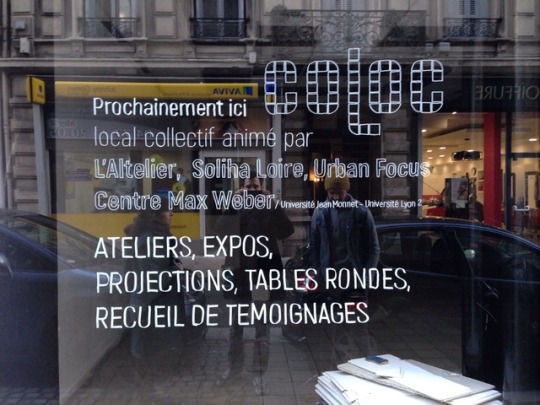 coloc
AVIVA
COIFFURE
Prochainement ici
local collectif animé par
L'Altelier, Soliha Loire, Urban Focus
Centre Max Weber / Université Jean Monnet - Université Lyon 2
ATELIERS, EXPOS,
PROJECTIONS, TABLES RONDES,
RECUEIL DE TEMOIGNAGES